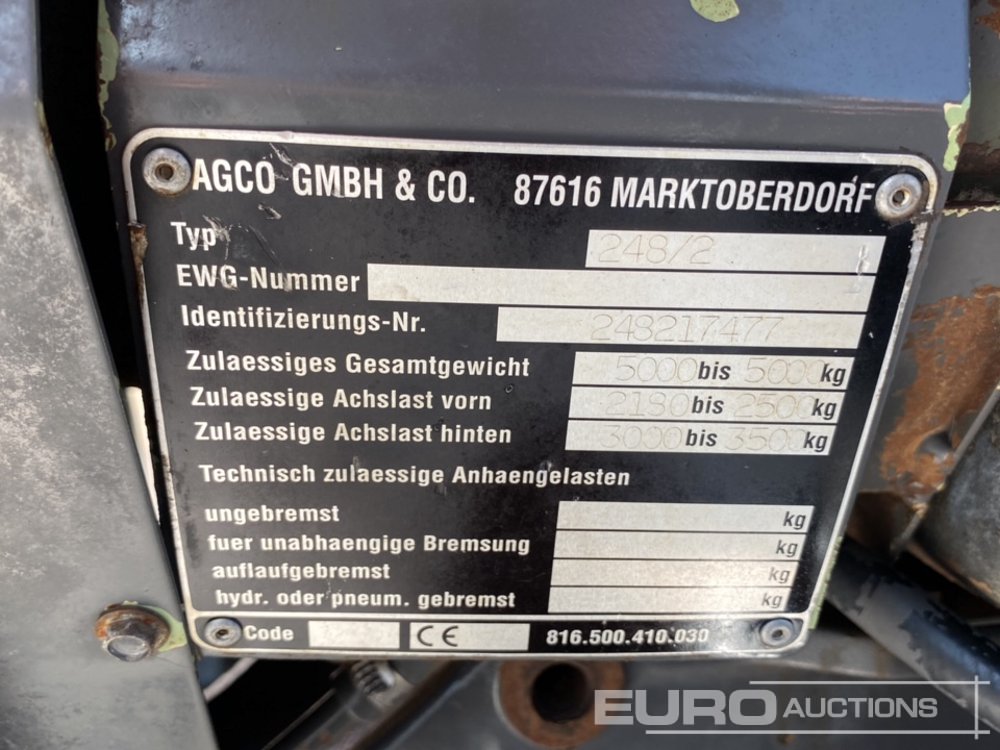 AGCO GMBH & CO. 87616 MARKTOBERDORF
Typ 248/2
EWG-Nummer
Identifizierungs-Nr. 248217477
Zulaessiges Gesamtgewicht 5000 bis 5000 kg
Zulaessige Achslast vorn 2180 bis 2500 kg
Zulaessige Achslast hinten 3000 bis 3500 kg
Technisch zulaessige Anhaengelasten
ungebremst kg
fuer unabhaengige Bremsung kg
auflaufgebremst kg
hydr. oder pneum. gebremst kg
Code CE 816.500.410.030
EURO AUCTIONS